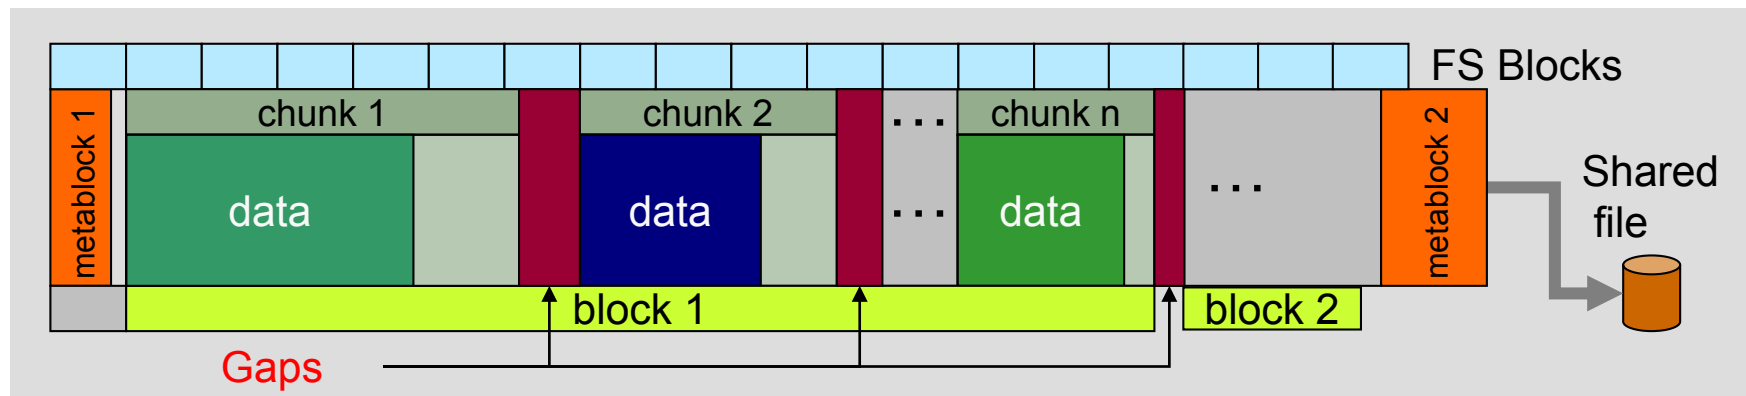 FS Blocks
metablock 1
chunk 1
chunk 2
...
chunk n
data
data
...
data
...
metablock 2
Shared
file
block 1
block 2
Gaps